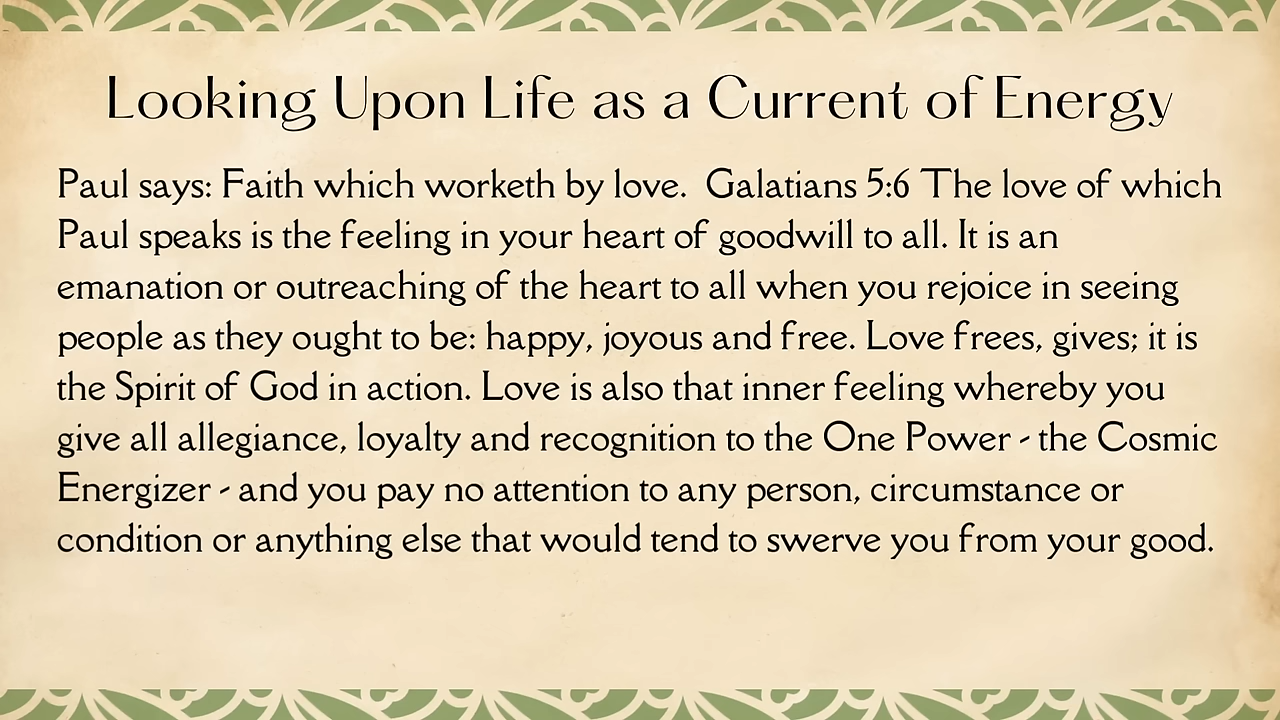 Looking Upon Life as a Current of Energy
Paul says: Faith which worketh by love.  Galatians 5:6 The love of which
Paul speaks is the feeling in your heart of goodwill to all. It is an
emanation or outreaching of the heart to all when you rejoice in seeing
people as they ought to be: happy, joyous and free. Love frees, gives; it is
the Spirit of God in action. Love is also that inner feeling whereby you
give all allegiance, loyalty and recognition to the One Power - the Cosmic
Energizer - and you pay no attention to any person, circumstance or
condition or anything else that would tend to swerve you from your good.